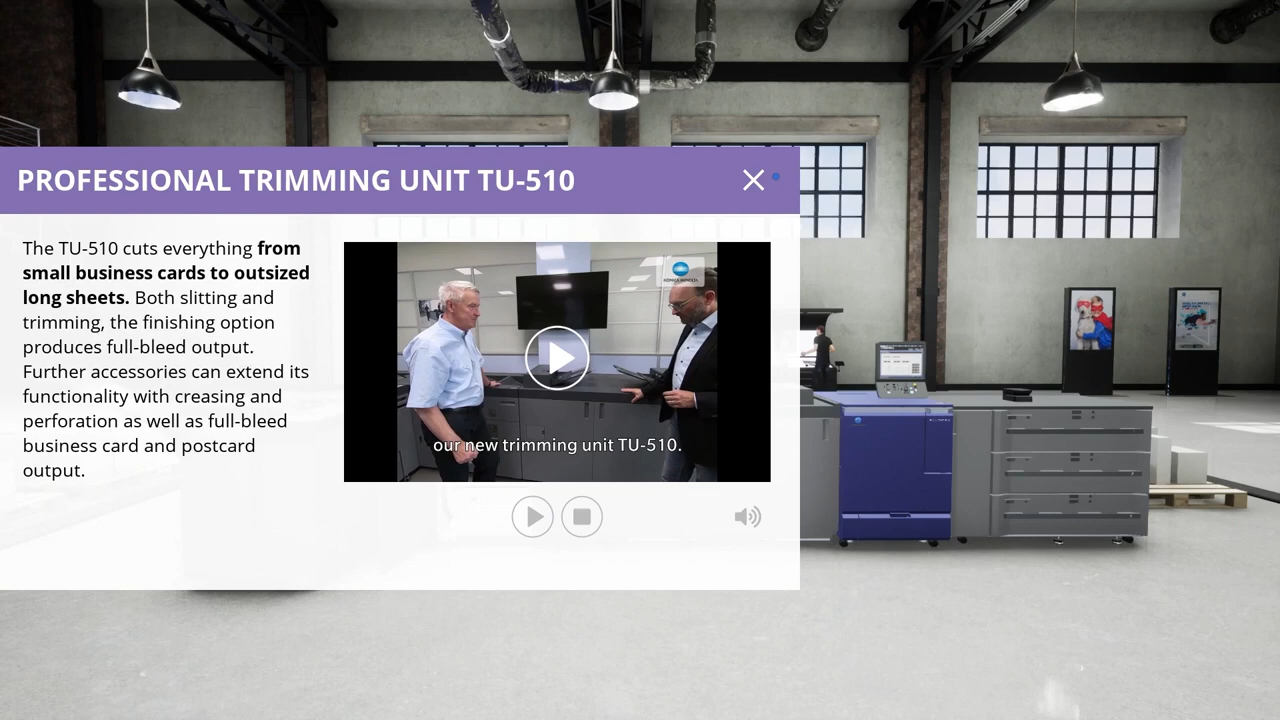 PROFESSIONAL TRIMMING UNIT TU-510
The TU-510 cuts everything from
small business cards to outsized
long sheets. Both slitting and
trimming, the finishing option
produces full-bleed output.
Further accessories can extend its
functionality with creasing and
perforation as well as full-bleed
business card and postcard
output.
KONICA MINOLTA
our new trimming unit TU-510.